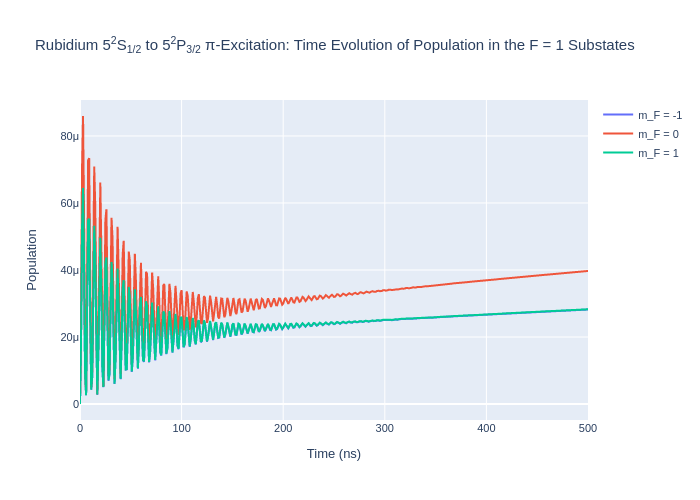 Rubidium 5²S₁/₂ to 5²P₃/₂ π-Excitation: Time Evolution of Population in the F = 1 Substates
m_F = -1
m_F = 0
m_F = 1
80μ
60μ
40μ
20μ
0
Population
0 100 200 300 400 500
Time (ns)